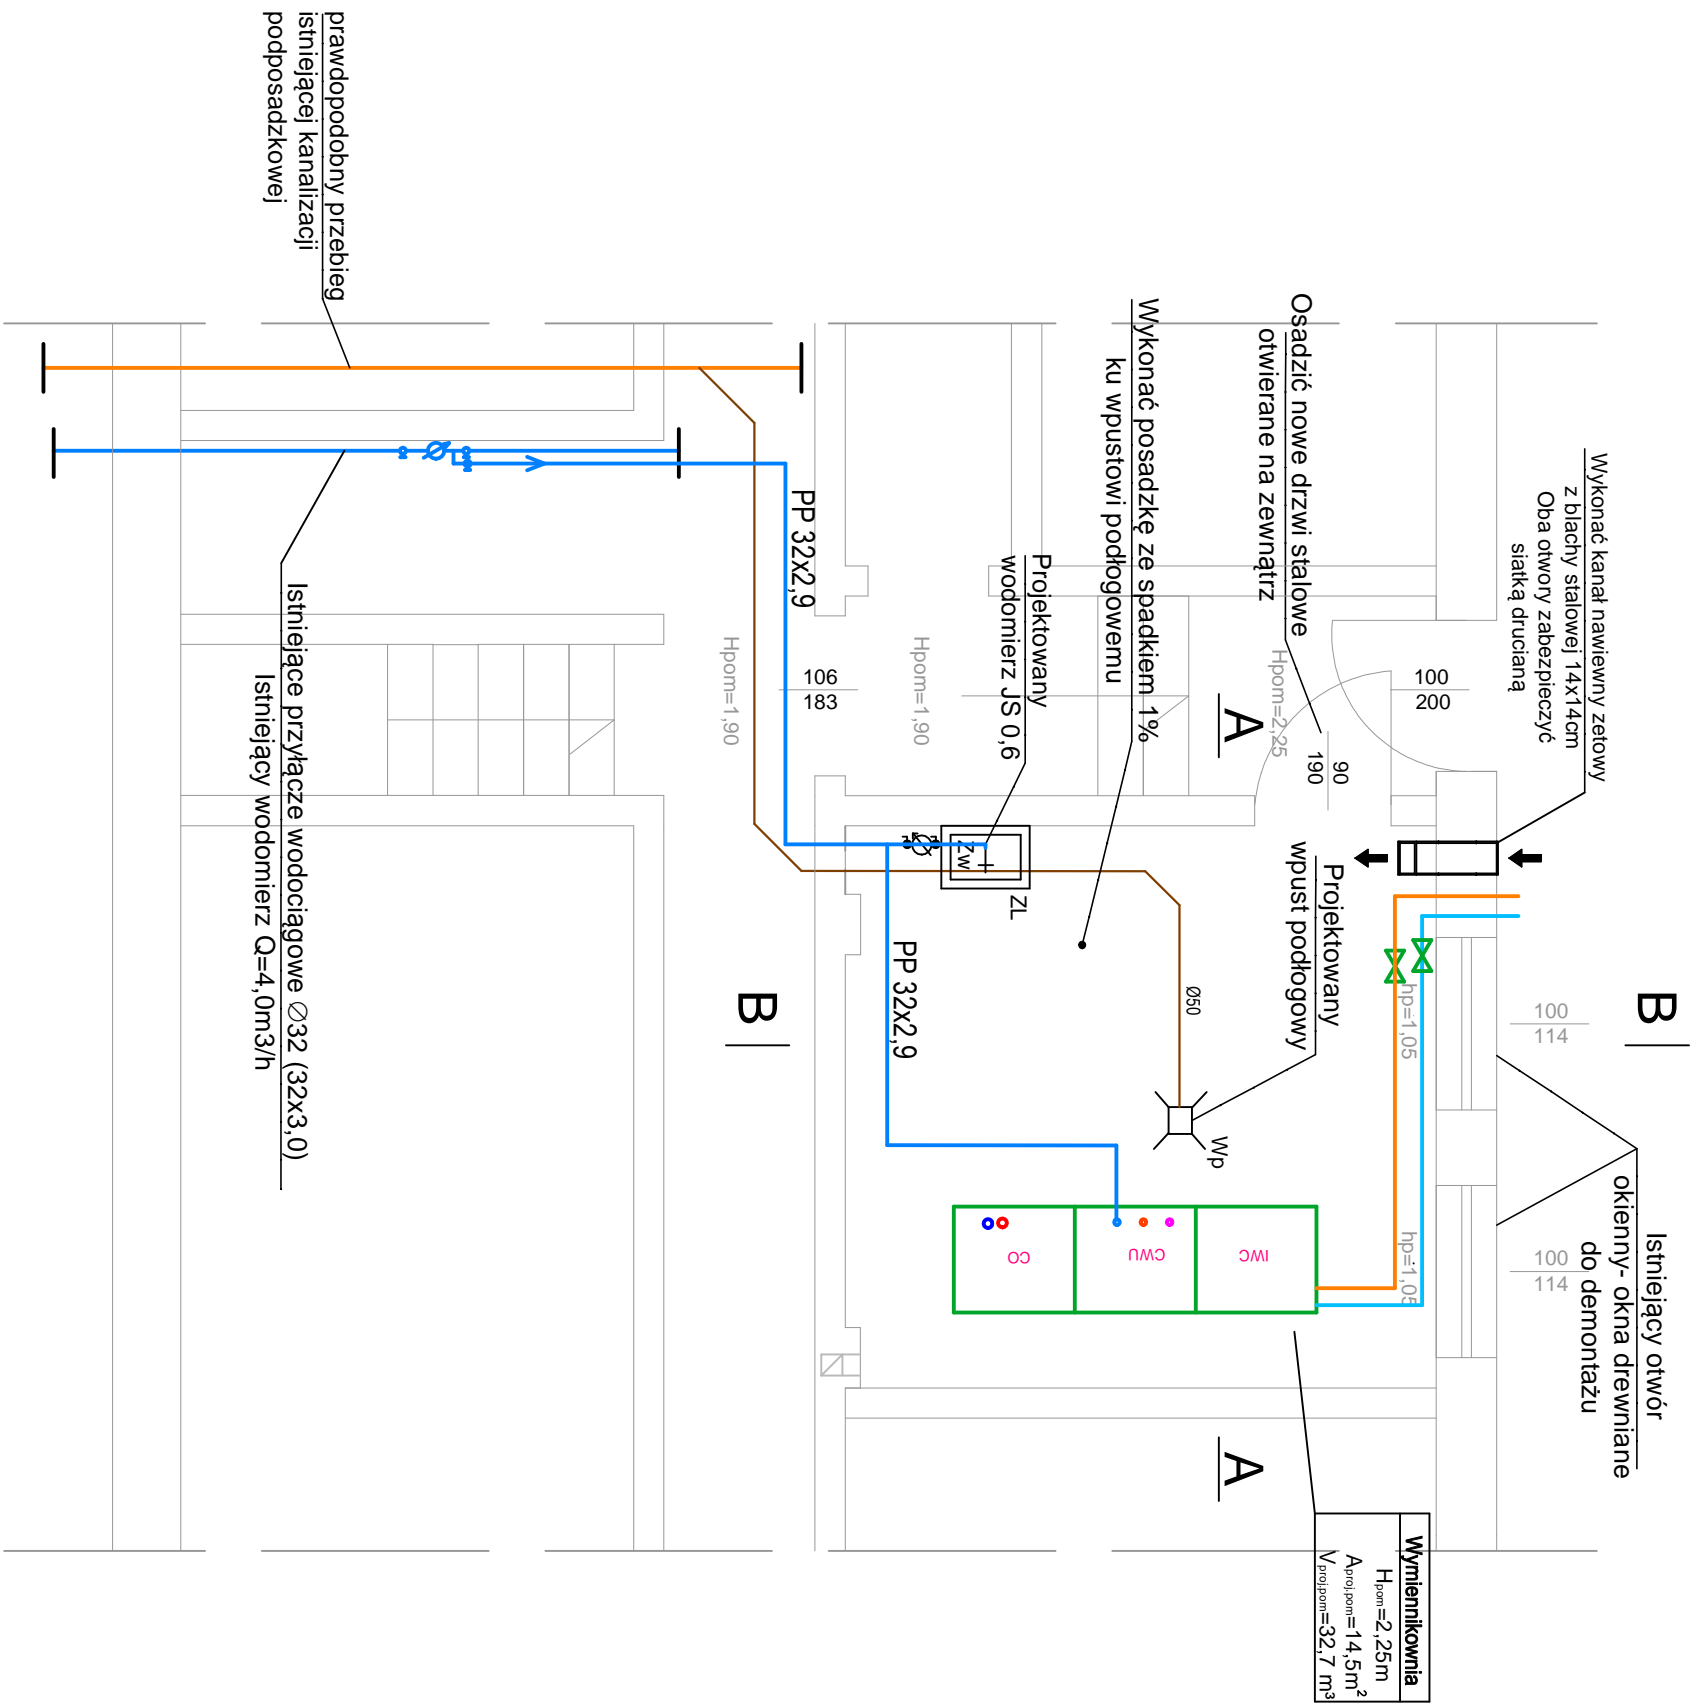 Wykonać kanał nawiewny zetowy
z blachy stalowej 14x14cm
Oba otwory zabezpieczyć
siatką drucianą
Istniejący otwór
okienny- okna drewniane
do demontażu
B
100
114
100
114
Wymiennikownia
Hpom=2,25m
Aproj.pom=14,5m²
Vproj.pom=32,7 m³
100
200
hp=1,05
hp=1,05
Osadzić nowe drzwi stalowe
otwierane na zewnątrz
90
190
Hpom=2,25
A
A
Projektowany
wpust podłogowy
Wp
IWC
CWU
CO
Ø50
Wykonać posadzkę ze spadkiem 1%
ku wpustowi podłogowemu
Projektowany
wodomierz JS 0,6
ZL
Zw
PP 32x2,9
Hpom=1,90
PP 32x2,9
106
183
Hpom=1,90
B
prawdopodobny przebieg
istniejącej kanalizacji
podposadzkowej
Istniejące przyłącze wodociągowe ∅32 (32x3,0)
Istniejący wodomierz Q=4,0m3/h